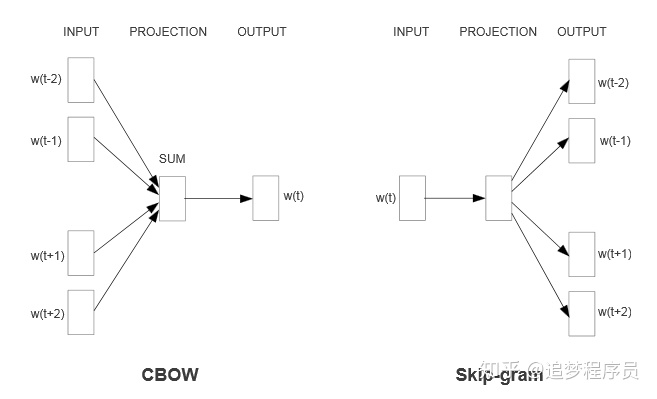 INPUT PROJECTION OUTPUT
w(t-2)
w(t-1)
SUM
w(t)
w(t+1)
w(t+2)
CBOW
INPUT PROJECTION OUTPUT
w(t-2)
w(t-1)
w(t)
w(t+1)
w(t+2)
Skip-gram
知乎 @追梦程序员